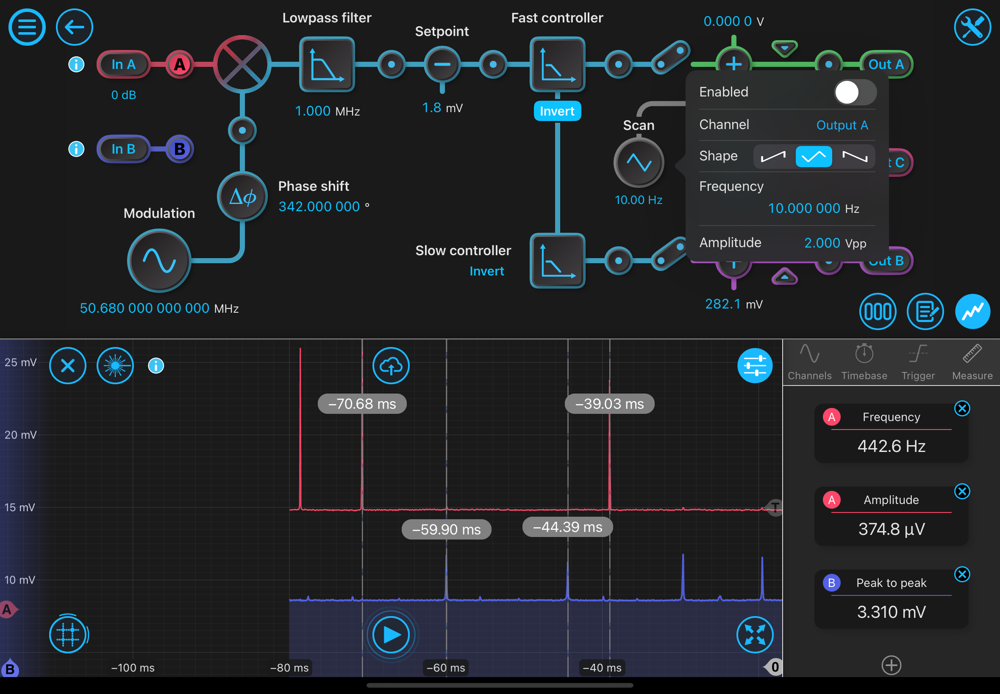 Lowpass filter
Fast controller
0.000 0 V
Setpoint
In A
A
Out A
0 dB
1.000 MHz
1.8 mV
Invert
Enabled
Channel
Output A
Scan
In B
B
Shape
t C
Phase shift
342.000 000 °
Δϕ
Frequency
10.00 Hz
10.000 000 Hz
Modulation
Amplitude
2.000 Vpp
Slow controller
Invert
Out B
50.680 000 000 000 MHz
282.1 mV
25 mV
20 mV
15 mV
10 mV
−70.68 ms
−39.03 ms
−59.90 ms
−44.39 ms
T
A
B
−100 ms
−80 ms
−60 ms
−40 ms
0
Channels
Timebase
Trigger
Measure
A
Frequency
442.6 Hz
A
Amplitude
374.8 µV
B
Peak to peak
3.310 mV